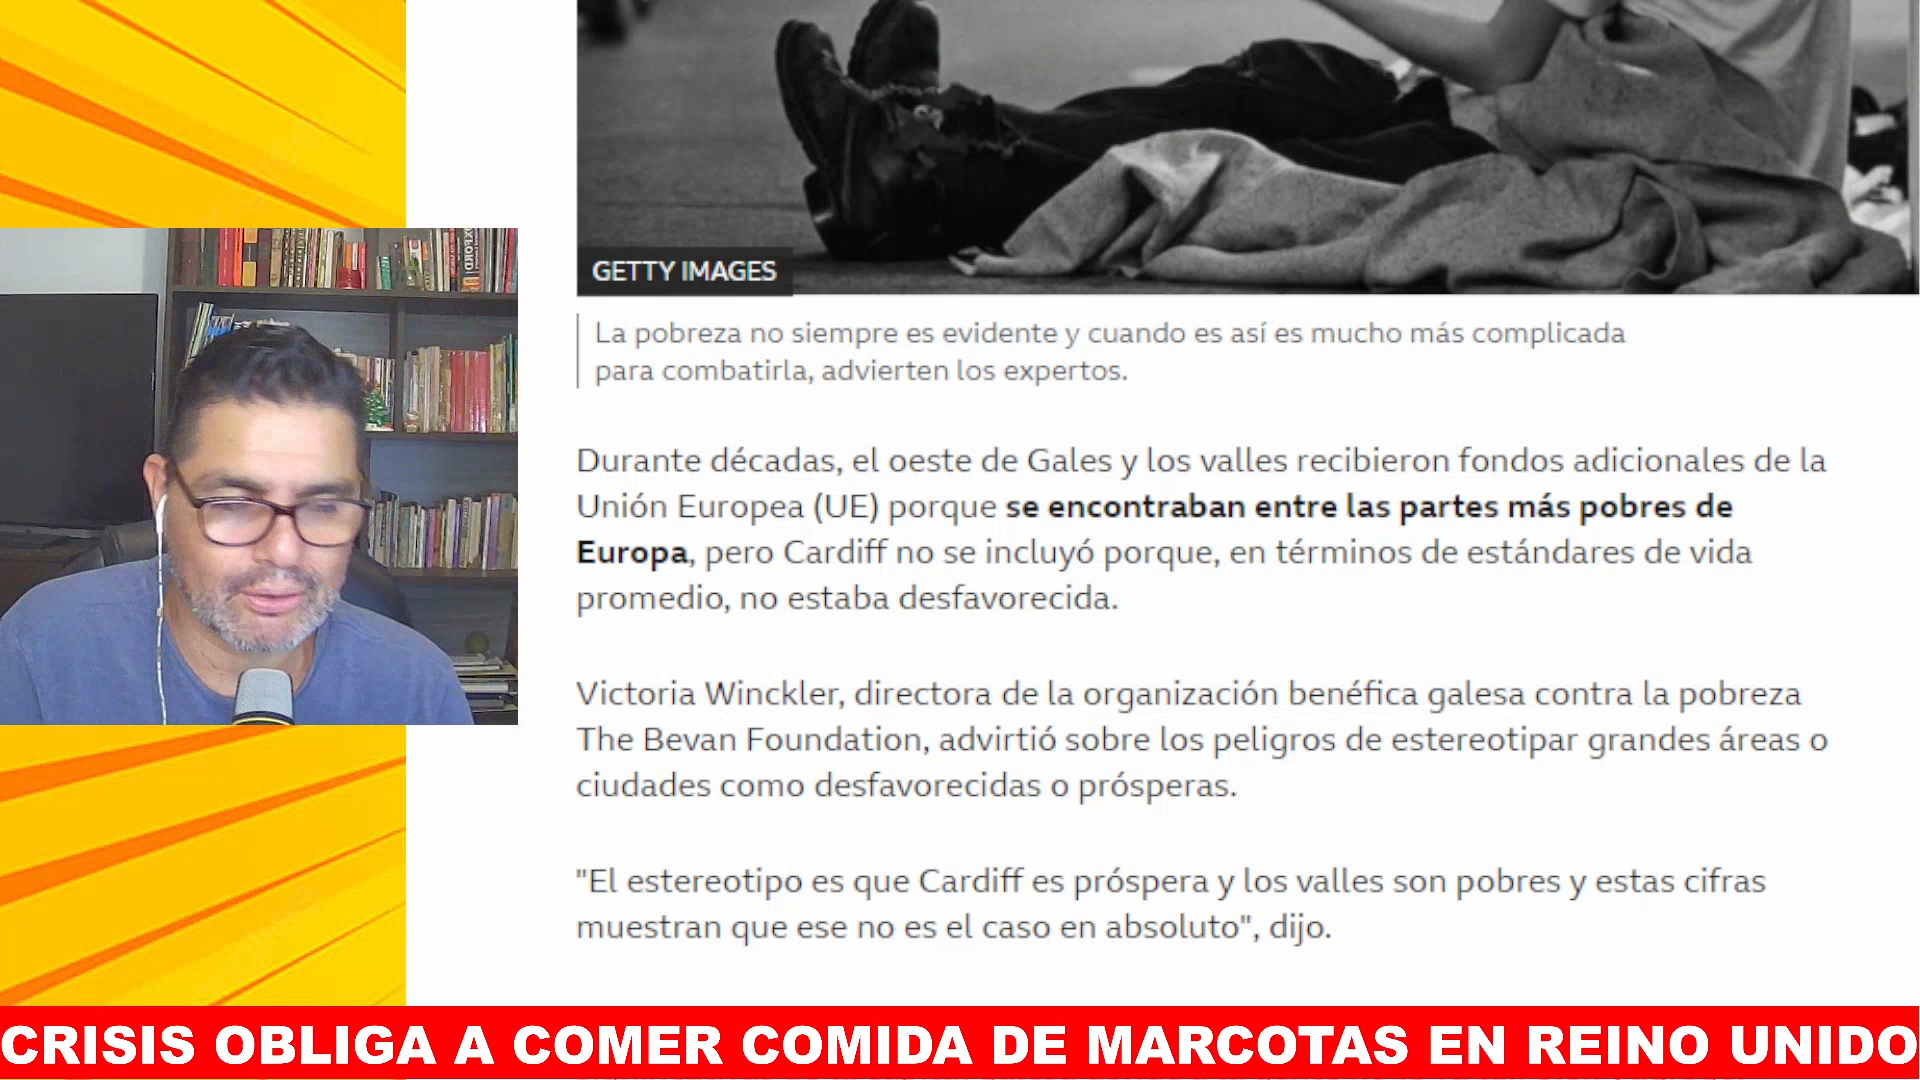 OXFORD
GETTY IMAGES
La pobreza no siempre es evidente y cuando es así es mucho más complicada
para combatirla, advierten los expertos.
Durante décadas, el oeste de Gales y los valles recibieron fondos adicionales de la
Unión Europea (UE) porque se encontraban entre las partes más pobres de
Europa, pero Cardiff no se incluyó porque, en términos de estándares de vida
promedio, no estaba desfavorecida.
Victoria Winckler, directora de la organización benéfica galesa contra la pobreza
The Bevan Foundation, advirtió sobre los peligros de estereotipar grandes áreas o
ciudades como desfavorecidas o prósperas.
"El estereotipo es que Cardiff es próspera y los valles son pobres y estas cifras
muestran que ese no es el caso en absoluto", dijo.
CRISIS OBLIGA A COMER COMIDA DE MARCOTAS EN REINO UNIDO